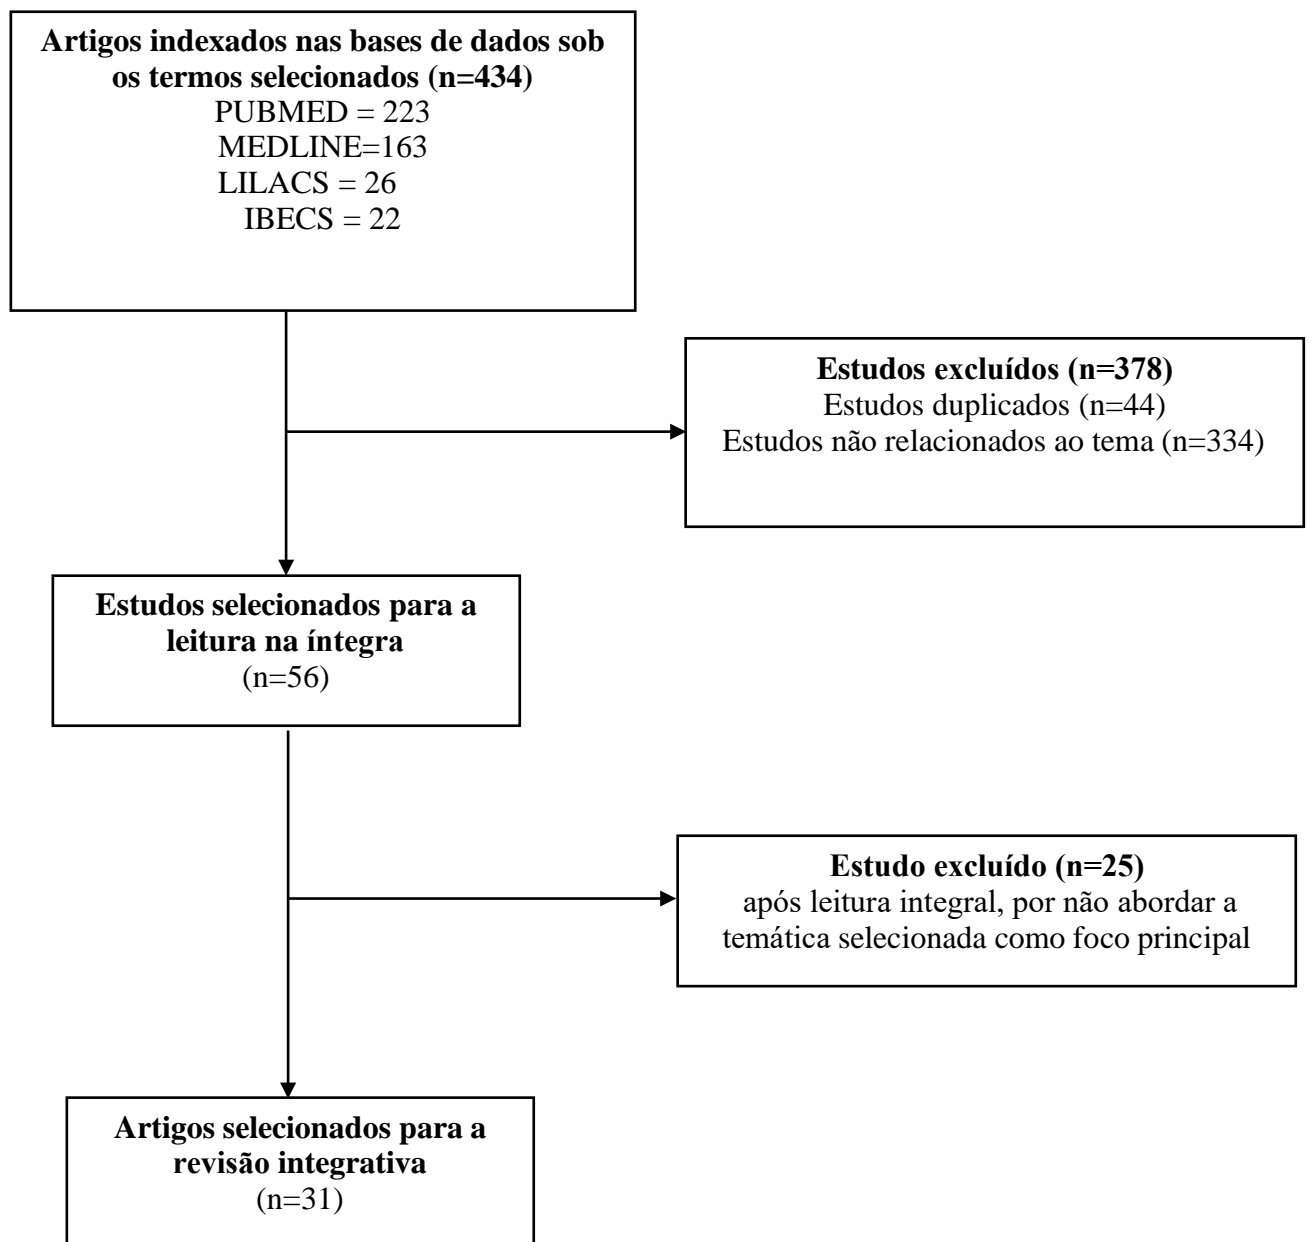 Artigos indexados nas bases de dados sob
os termos selecionados (n=434)
PUBMED = 223
MEDLINE=163
LILACS = 26
IBECS = 22
Estudos excluídos (n=378)
Estudos duplicados (n=44)
Estudos não relacionados ao tema (n=334)
Estudos selecionados para a
leitura na íntegra
(n=56)
Estudo excluído (n=25)
após leitura integral, por não abordar a
temática selecionada como foco principal
Artigos selecionados para a
revisão integrativa
(n=31)